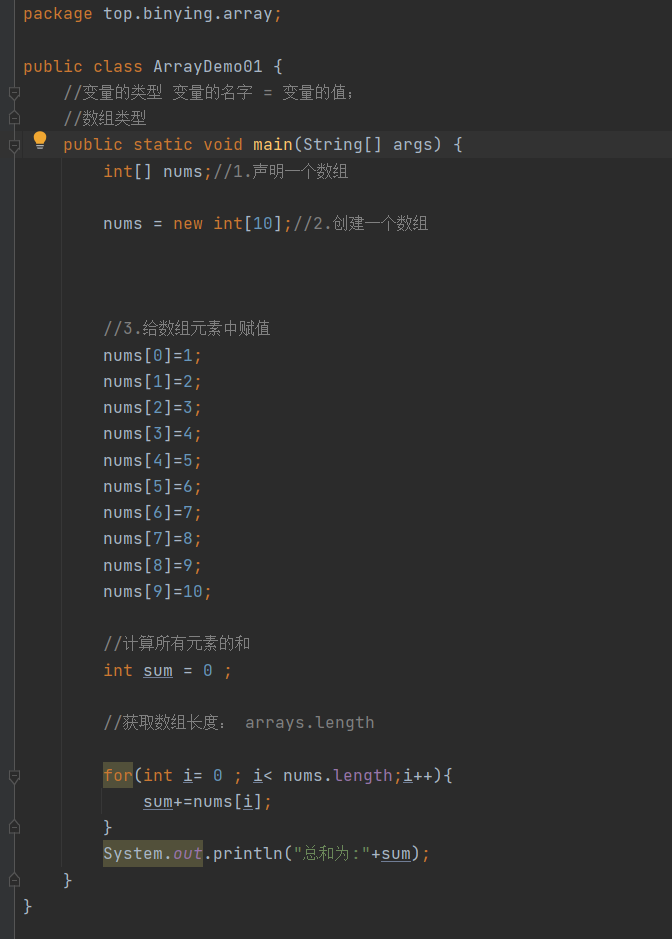 package top.binying.array;
public class ArrayDemo01 {
//变量的类型 变量的名字 = 变量的值;
//数组类型
public static void main(String[] args) {
int[] nums;//1.声明一个数组
nums = new int[10];//2.创建一个数组
//3.给数组元素中赋值
nums[0]=1;
nums[1]=2;
nums[2]=3;
nums[3]=4;
nums[4]=5;
nums[5]=6;
nums[6]=7;
nums[7]=8;
nums[8]=9;
nums[9]=10;
//计算所有元素的和
int sum = 0 ;
//获取数组长度: arrays.length
for(int i= 0 ; i< nums.length;i++){
sum+=nums[i];
}
System.out.println("总和为:"+sum);
}
}